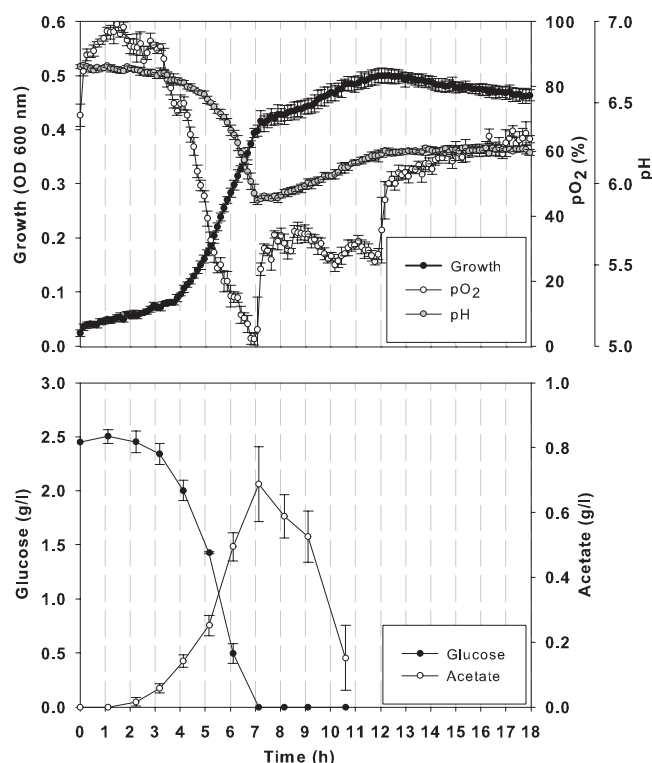 0.6
0.5
0.4
0.3
0.2
0.1
0.0
Growth (OD 600 nm)
100
80
60
40
20
0
pO2 (%)
7.0
6.5
6.0
5.5
5.0
pH
Growth
pO2
pH
3.0
2.5
2.0
1.5
1.0
0.5
0.0
Glucose (g/l)
1.0
0.8
0.6
0.4
0.2
0.0
Acetate (g/l)
Glucose
Acetate
0 1 2 3 4 5 6 7 8 9 10 11 12 13 14 15 16 17 18
Time (h)